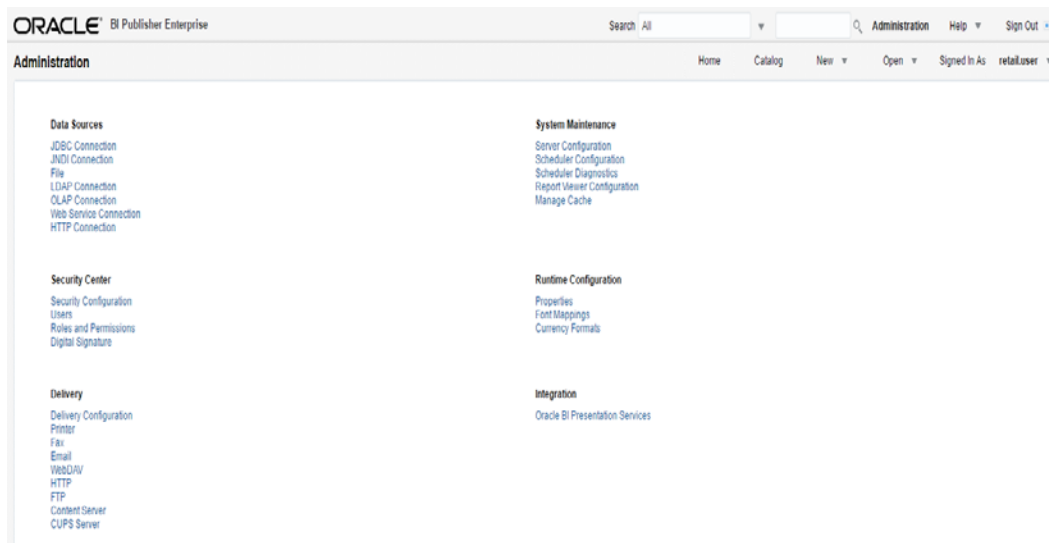 ORACLE® BI Publisher Enterprise Search All Administration Help Sign Out
Administration Home Catalog New Open Signed In As retail.user
Data Sources
JDBC Connection
JNDI Connection
File
LDAP Connection
OLAP Connection
Web Service Connection
HTTP Connection
System Maintenance
Server Configuration
Scheduler Configuration
Scheduler Diagnostics
Report Viewer Configuration
Manage Cache
Security Center
Security Configuration
Users
Roles and Permissions
Digital Signature
Runtime Configuration
Properties
Font Mappings
Currency Formats
Delivery
Delivery Configuration
Printer
Fax
Email
WebDAV
HTTP
FTP
Content Server
CUPS Server
Integration
Oracle BI Presentation Services